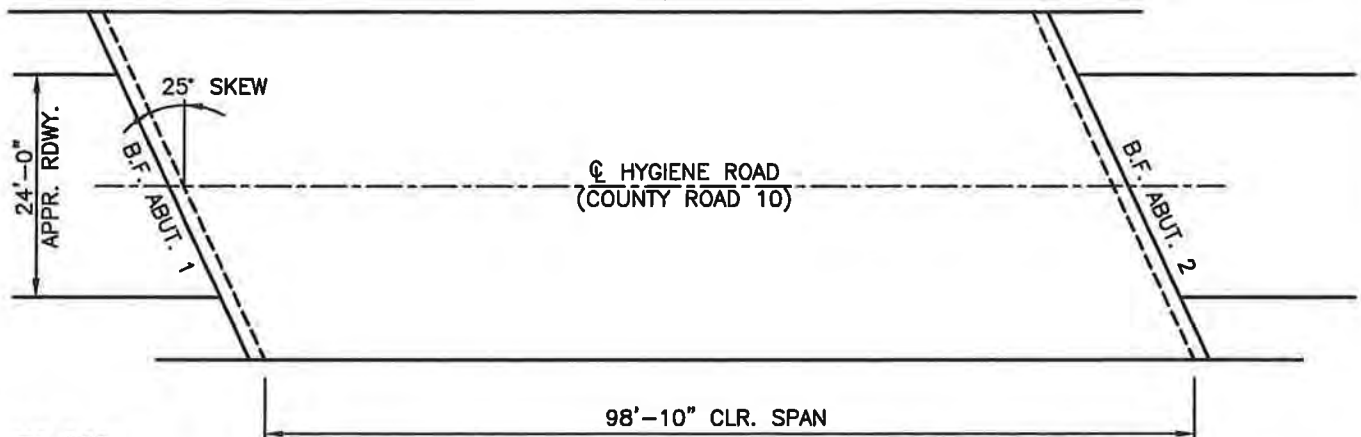 25° SKEW
24'-0"
APPR. RDWY.
B.F. ABUT. 1
℄ HYGIENE ROAD
(COUNTY ROAD 10)
B.F. ABUT. 2
98'-10" CLR. SPAN